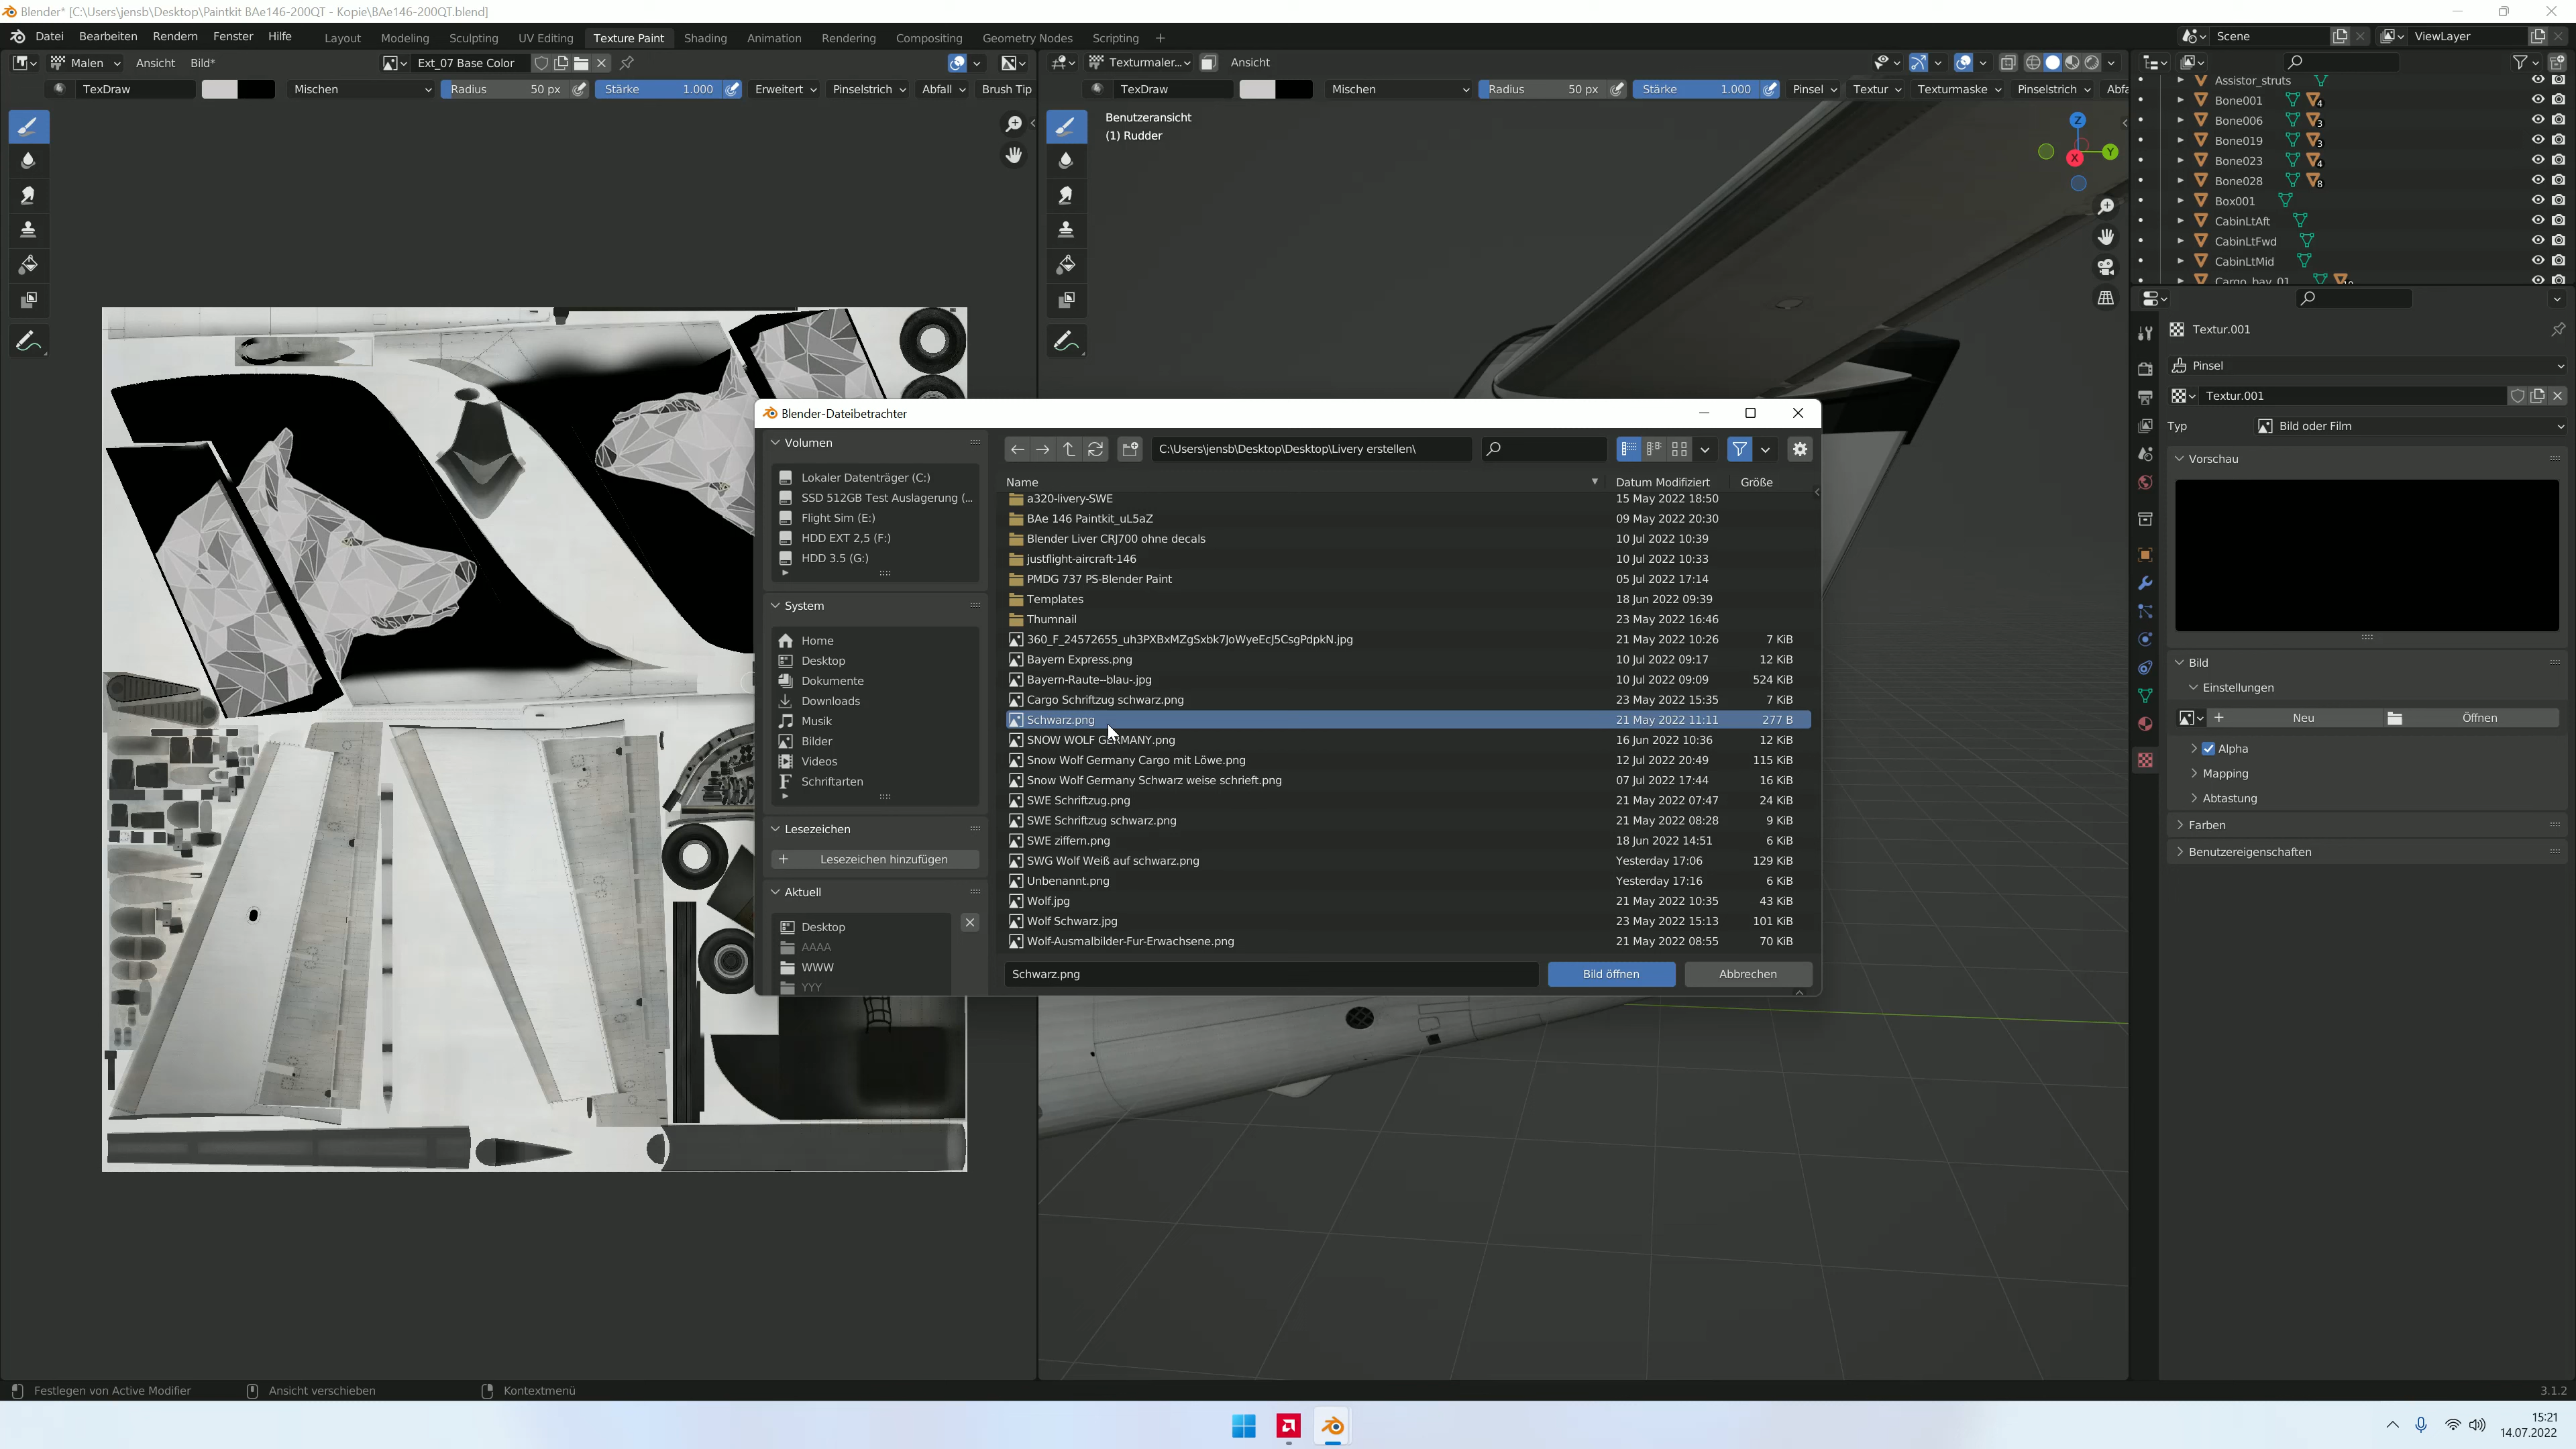 Blender* [C:\Users\jensb\Desktop\Paintkit BAe146-200QT - Kopie\BAe146-200QT.blend]
Datei Bearbeiten Rendern Fenster Hilfe Layout Modeling Sculpting UV Editing Texture Paint Shading Animation Rendering Compositing Geometry Nodes Scripting + Scene ViewLayer
Malen Ansicht Bild* Ext_07 Base Color Texturmaler... Ansicht
TexDraw Mischen Radius 50 px Stärke 1.000 Erweitert Pinselstrich Abfall Brush Tip
TexDraw Mischen Radius 50 px Stärke 1.000 Pinsel Textur Texturmaske Pinselstrich Abfa
Benutzeransicht
(1) Rudder
Z
Y
X
Assistor_struts
Bone001 4
Bone006 3
Bone019 3
Bone023 4
Bone028 8
Box001
CabinLtAft
CabinLtFwd
CabinLtMid
Cargo_bay_01
Textur.001
Pinsel
Textur.001
Typ Bild oder Film
Vorschau
Bild
Einstellungen
+ Neu Öffnen
Alpha
Mapping
Abtastung
Farben
Benutzereigenschaften
Blender-Dateibetrachter
Volumen
Lokaler Datenträger (C:)
SSD 512GB Test Auslagerung (...
Flight Sim (E:)
HDD EXT 2,5 (F:)
HDD 3.5 (G:)
System
Home
Desktop
Dokumente
Downloads
Musik
Bilder
Videos
Schriftarten
Lesezeichen
+ Lesezeichen hinzufügen
Aktuell
Desktop
AAAA
WWW
YYY
C:\Users\jensb\Desktop\Desktop\Livery erstellen\
Name Datum Modifiziert Größe
a320-livery-SWE 15 May 2022 18:50
BAe 146 Paintkit_uL5aZ 09 May 2022 20:30
Blender Liver CRJ700 ohne decals 10 Jul 2022 10:39
justflight-aircraft-146 10 Jul 2022 10:33
PMDG 737 PS-Blender Paint 05 Jul 2022 17:14
Templates 18 Jun 2022 09:39
Thumnail 23 May 2022 16:46
360_F_24572655_uh3PXBxMZgSxbk7JoWyeEcJ5CsgPdpkN.jpg 21 May 2022 10:26 7 KiB
Bayern Express.png 10 Jul 2022 09:17 12 KiB
Bayern-Raute--blau-.jpg 10 Jul 2022 09:09 524 KiB
Cargo Schriftzug schwarz.png 23 May 2022 15:35 7 KiB
Schwarz.png 21 May 2022 11:11 277 B
SNOW WOLF GERMANY.png 16 Jun 2022 10:36 12 KiB
Snow Wolf Germany Cargo mit Löwe.png 12 Jul 2022 20:49 115 KiB
Snow Wolf Germany Schwarz weise schrieft.png 07 Jul 2022 17:44 16 KiB
SWE Schriftzug.png 21 May 2022 07:47 24 KiB
SWE Schriftzug schwarz.png 21 May 2022 08:28 9 KiB
SWE ziffern.png 18 Jun 2022 14:51 6 KiB
SWG Wolf Weiß auf schwarz.png Yesterday 17:06 129 KiB
Unbenannt.png Yesterday 17:16 6 KiB
Wolf.jpg 21 May 2022 10:35 43 KiB
Wolf Schwarz.jpg 23 May 2022 15:13 101 KiB
Wolf-Ausmalbilder-Fur-Erwachsene.png 21 May 2022 08:55 70 KiB
Schwarz.png Bild öffnen Abbrechen
Festlegen von Active Modifier Ansicht verschieben Kontextmenü 3.1.2
15:21
14.07.2022